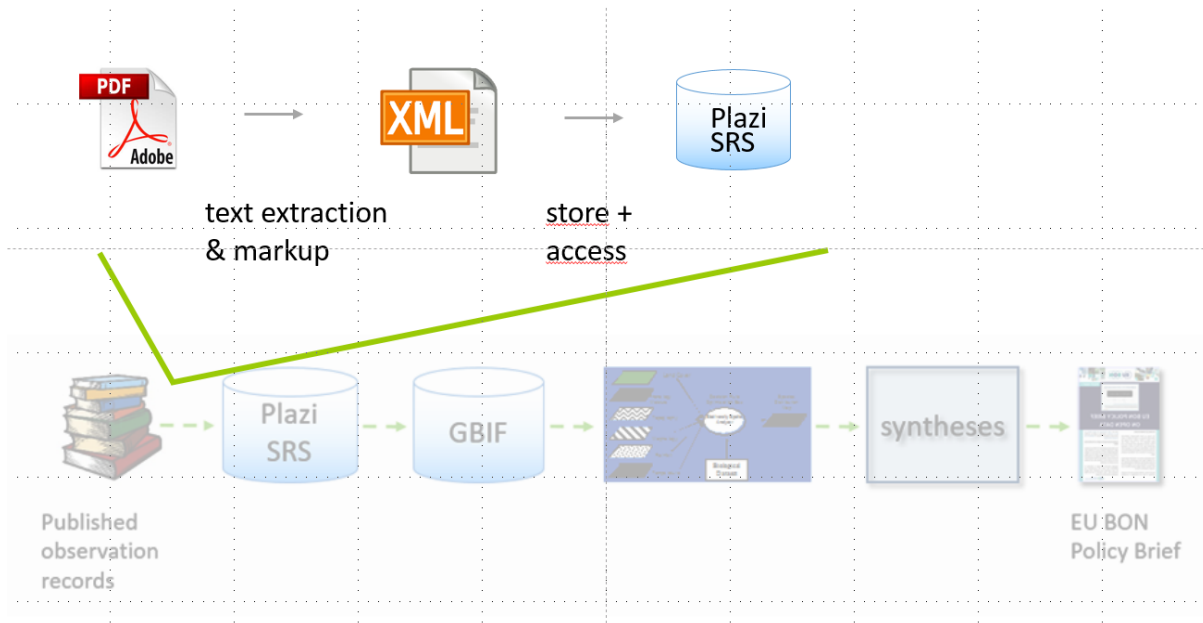 PDF
Adobe
XML
Plazi
SRS
text extraction
& markup
store +
access
Plazi
SRS
GBIF
syntheses
Published
observation
records
EU BON
Policy Brief